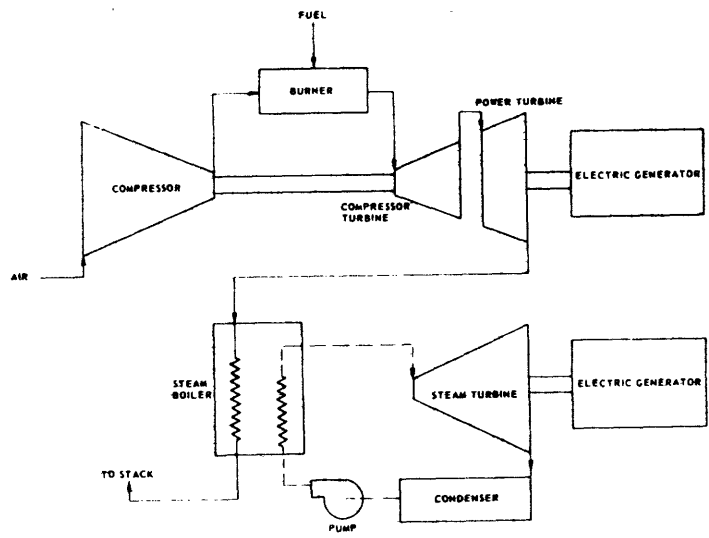 FUEL
BURNER
POWER TURBINE
COMPRESSOR
COMPRESSOR
TURBINE
ELECTRIC GENERATOR
AIR
STEAM
BOILER
STEAM TURBINE
ELECTRIC GENERATOR
TO STACK
PUMP
CONDENSER